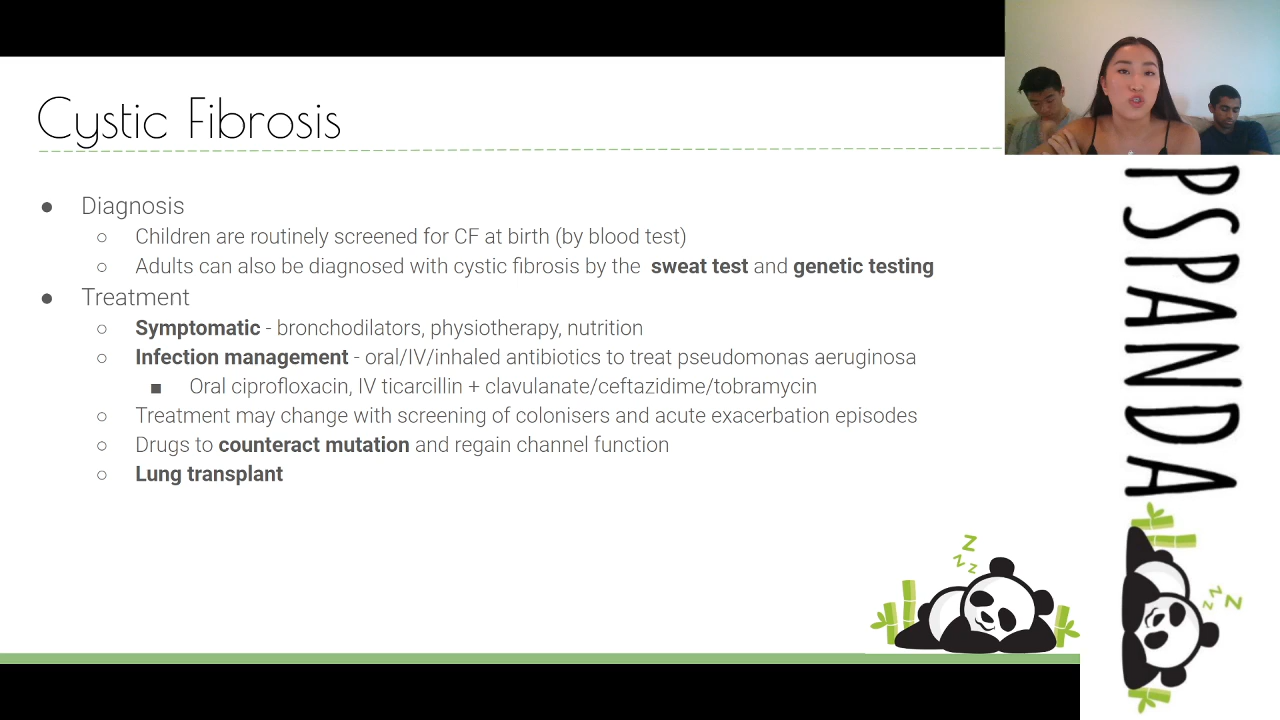 Cystic Fibrosis
● Diagnosis
○ Children are routinely screened for CF at birth (by blood test)
○ Adults can also be diagnosed with cystic fibrosis by the sweat test and genetic testing
● Treatment
○ Symptomatic - bronchodilators, physiotherapy, nutrition
○ Infection management - oral/IV/inhaled antibiotics to treat pseudomonas aeruginosa
■ Oral ciprofloxacin, IV ticarcillin + clavulanate/ceftazidime/tobramycin
○ Treatment may change with screening of colonisers and acute exacerbation episodes
○ Drugs to counteract mutation and regain channel function
○ Lung transplant
z z z
PSPANDA
z z z